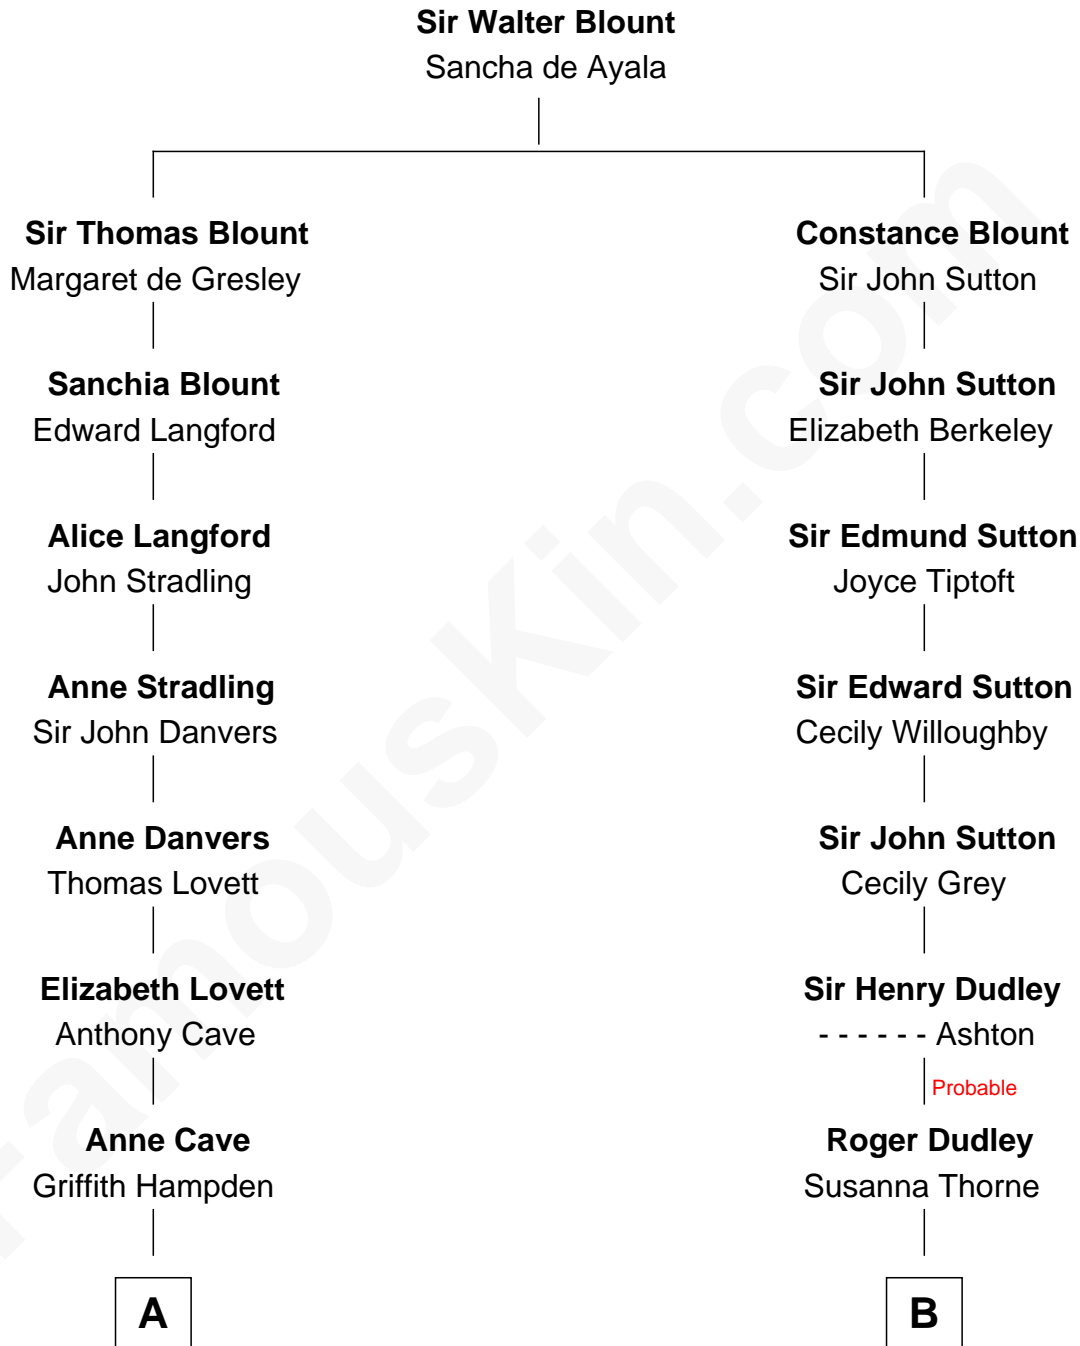 Sir Walter Blount
Sancha de Ayala
Sir Thomas Blount
Margaret de Gresley
Constance Blount
Sir John Sutton
Sanchia Blount
Edward Langford
Sir John Sutton
Elizabeth Berkeley
Alice Langford
John Stradling
Sir Edmund Sutton
Joyce Tiptoft
Anne Stradling
Sir John Danvers
Sir Edward Sutton
Cecily Willoughby
Anne Danvers
Thomas Lovett
Sir John Sutton
Cecily Grey
Elizabeth Lovett
Anthony Cave
Sir Henry Dudley
- - - - - - Ashton
Probable
Anne Cave
Griffith Hampden
Roger Dudley
Susanna Thorne
A
B
FamousKin.com